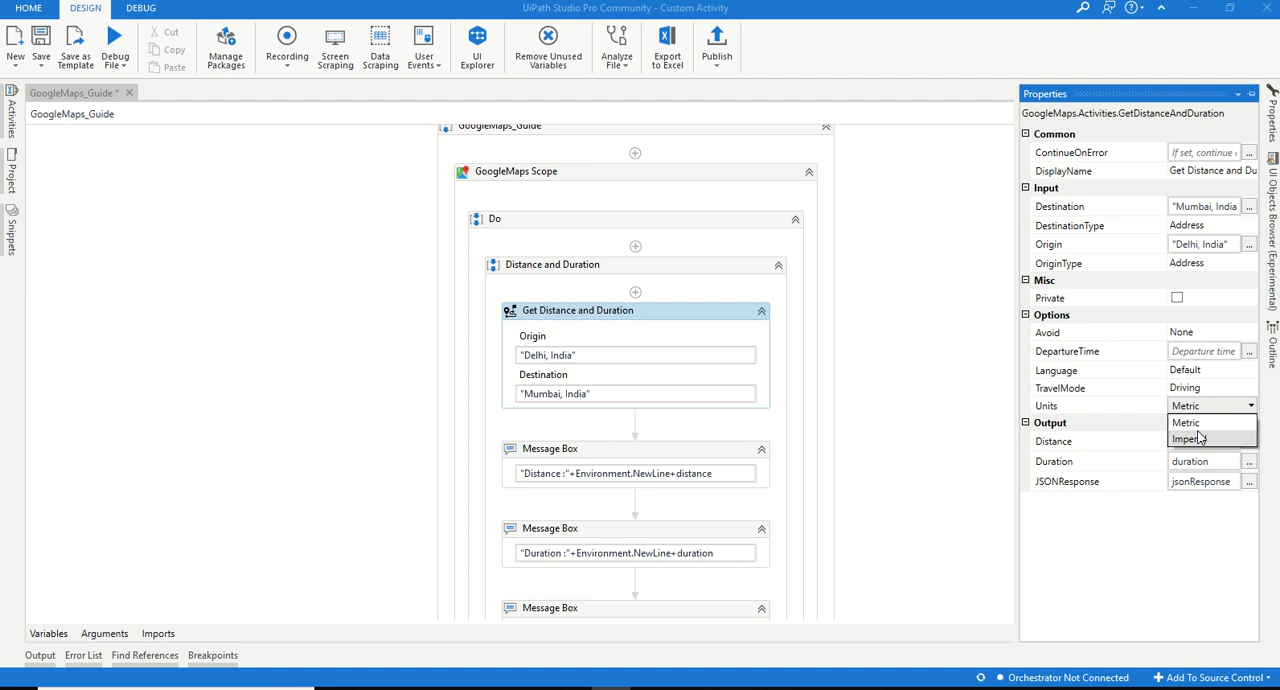 HOME DESIGN DEBUG UiPath Studio Pro Community - Custom Activity
New Save Save as Template Debug File Cut Copy Paste Manage Packages Recording Screen Scraping Data Scraping User Events UI Explorer Remove Unused Variables Analyze File Export to Excel Publish
GoogleMaps_Guide *
GoogleMaps_Guide
Activities
Project
Snippets
GoogleMaps_Guide
GoogleMaps Scope
Do
Distance and Duration
Get Distance and Duration
Origin
"Delhi, India"
Destination
"Mumbai, India"
Message Box
"Distance :"+Environment.NewLine+distance
Message Box
"Duration :"+Environment.NewLine+duration
Message Box
Properties
GoogleMaps.Activities.GetDistanceAndDuration
Common
ContinueOnError If set, continue ...
DisplayName Get Distance and Du
Input
Destination "Mumbai, India ...
DestinationType Address
Origin "Delhi, India" ...
OriginType Address
Misc
Private
Options
Avoid None
DepartureTime Departure time ...
Language Default
TravelMode Driving
Units Metric
Metric
Output
Distance
Duration duration ...
JSONResponse jsonResponse ...
Properties
UI Objects Browser (Experimental)
Outline
Variables Arguments Imports
Output Error List Find References Breakpoints
Orchestrator Not Connected Add To Source Control